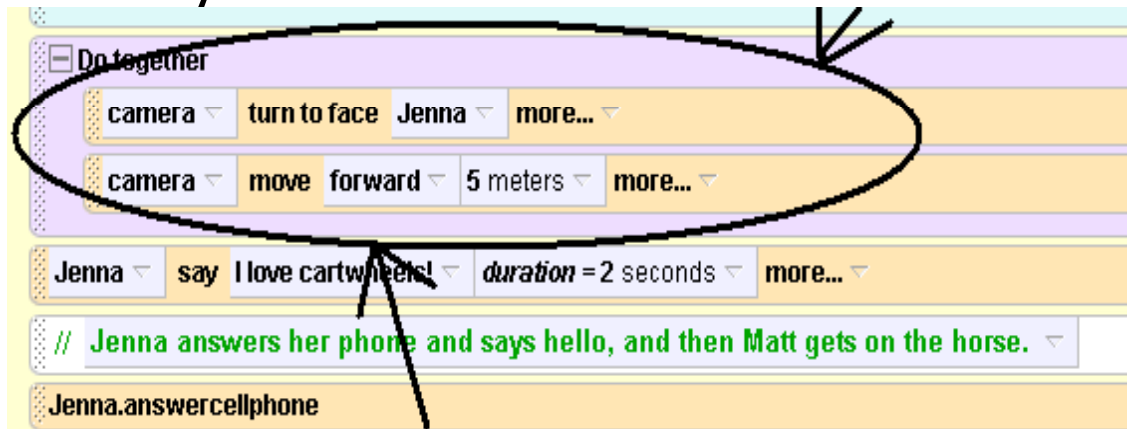 Do together
camera turn to face Jenna more...
camera move forward 5 meters more...
Jenna say I love cartwheels! duration = 2 seconds more...
// Jenna answers her phone and says hello, and then Matt gets on the horse.
Jenna.answercellphone